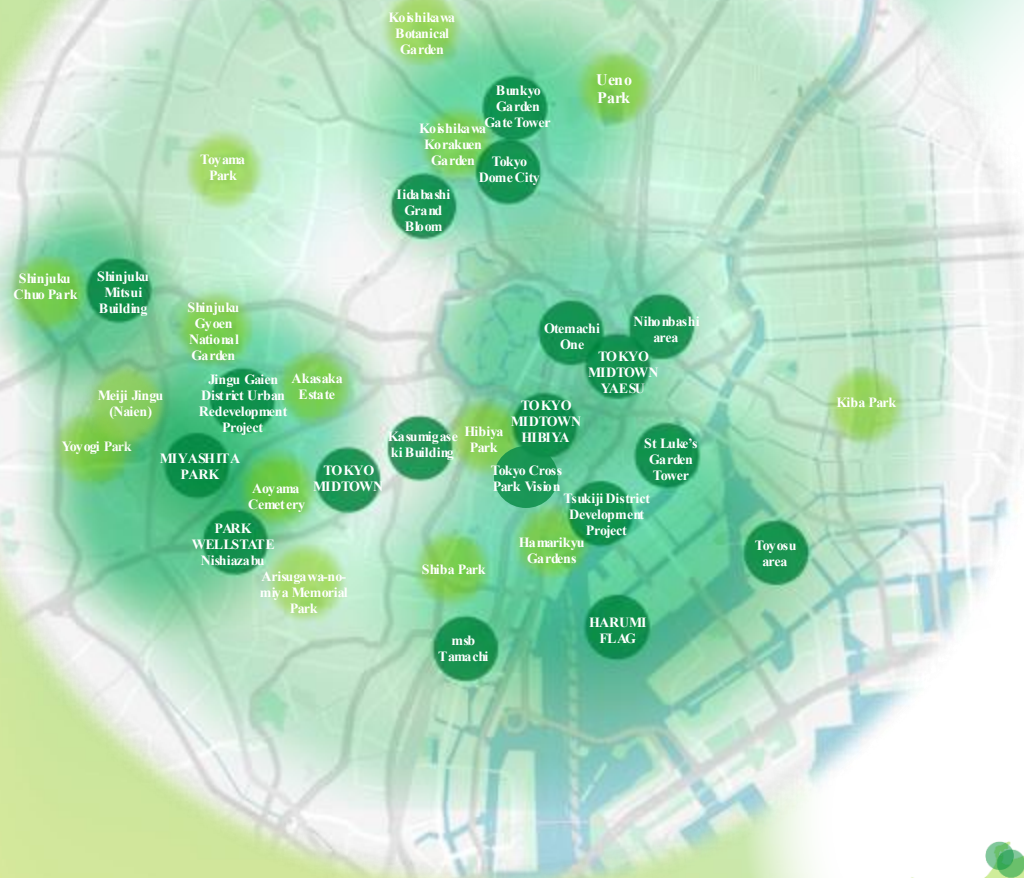 Koishikawa
Botanical
Garden
Ueno
Park
Bunkyo
Garden
Gate Tower
Koishikawa
Korakuen
Garden
Tokyo
Dome City
Toyama
Park
Iidabashi
Grand
Bloom
Shinjuku
Chuo Park
Shinjuku
Mitsui
Building
Shinjuku
Gyoen
National
Garden
Otemachi
One
Nihonbashi
area
TOKYO
MIDTOWN
YAESU
Jingu Gaien
District Urban
Redevelopment
Project
Akasaka
Estate
Meiji Jingu
(Naien)
Kiba Park
TOKYO
MIDTOWN
HIBIYA
Yoyogi Park
MIYASHITA
PARK
Kasumigase
ki Building
Hibiya
Park
St Luke's
Garden
Tower
TOKYO
MIDTOWN
Aoyama
Cemetery
Tokyo Cross
Park Vision
Tsukiji District
Development
Project
PARK
WELLSTATE
Nishiazabu
Hamarikyu
Gardens
Toyosu
area
Shiba Park
Arisugawa-no-
miya Memorial
Park
HARUMI
FLAG
msb
Tamachi